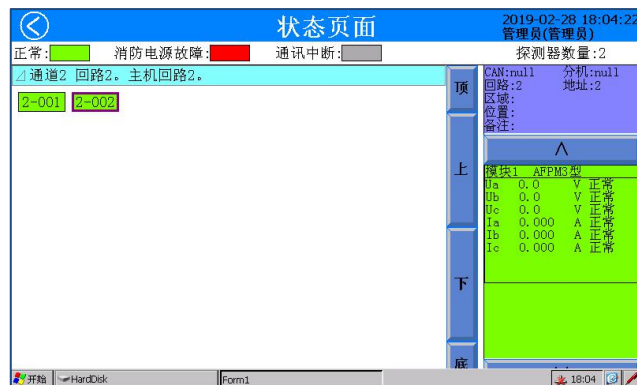 状态页面
2019-02-28 18:04:22
管理员(管理员)
正常:
消防电源故障:
通讯中断:
探测器数量:2
通道2 回路2。主机回路2。
2-001 2-002
顶
上
下
底
CAN:null 分机:null
回路:2 地址:2
区域:
位置:
备注:
模块1 AFPM3型
Ua 0.0 V 正常
Ub 0.0 V 正常
Uc 0.0 V 正常
Ia 0.000 A 正常
Ib 0.000 A 正常
Ic 0.000 A 正常
开始 HardDisk Form1 18:04